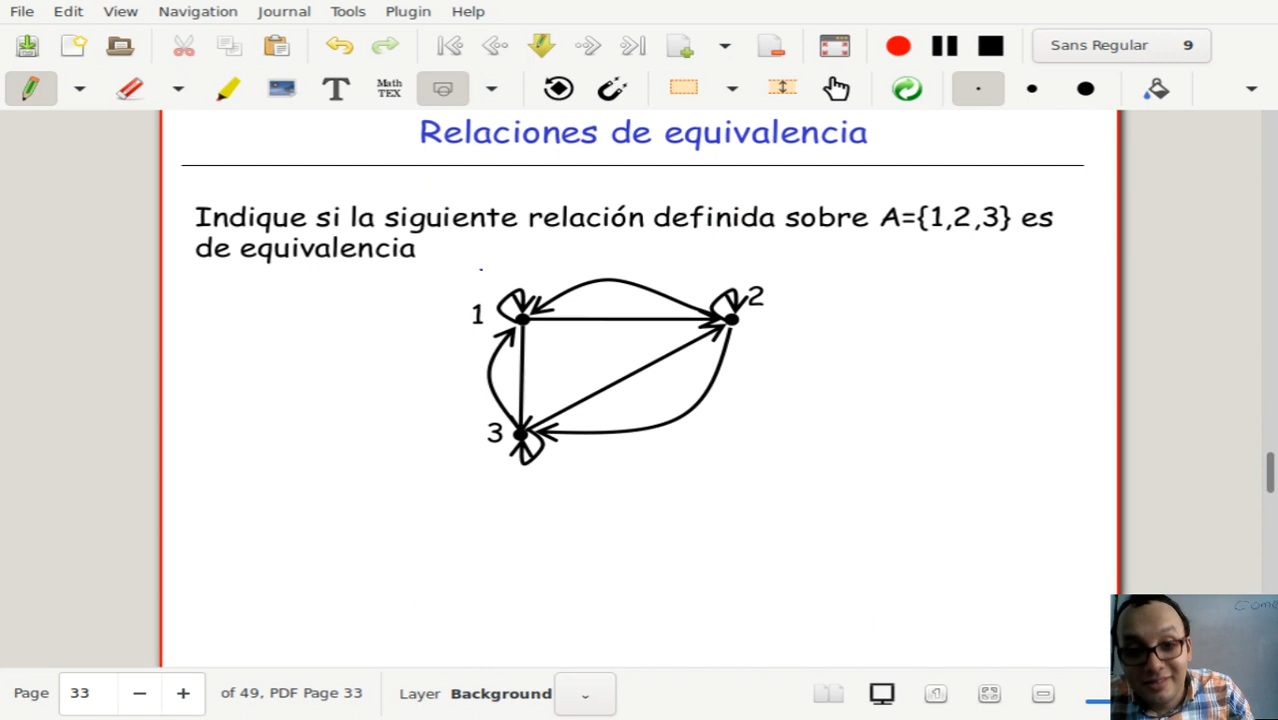 File Edit View Navigation Journal Tools Plugin Help
Math TEX
Sans Regular 9
Relaciones de equivalencia
Indique si la siguiente relación definida sobre A={1,2,3} es
de equivalencia
1
2
3
Page 33 of 49, PDF Page 33 Layer Background